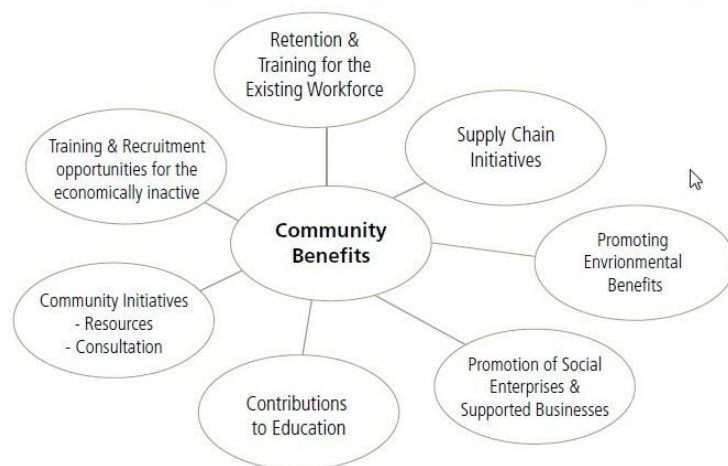 Retention &
Training for the
Existing Workforce
Supply Chain
Initiatives
Training & Recruitment
opportunities for the
economically inactive
Community
Benefits
Promoting
Envrionmental
Benefits
Community Initiatives
- Resources
- Consultation
Promotion of Social
Enterprises &
Supported Businesses
Contributions
to Education